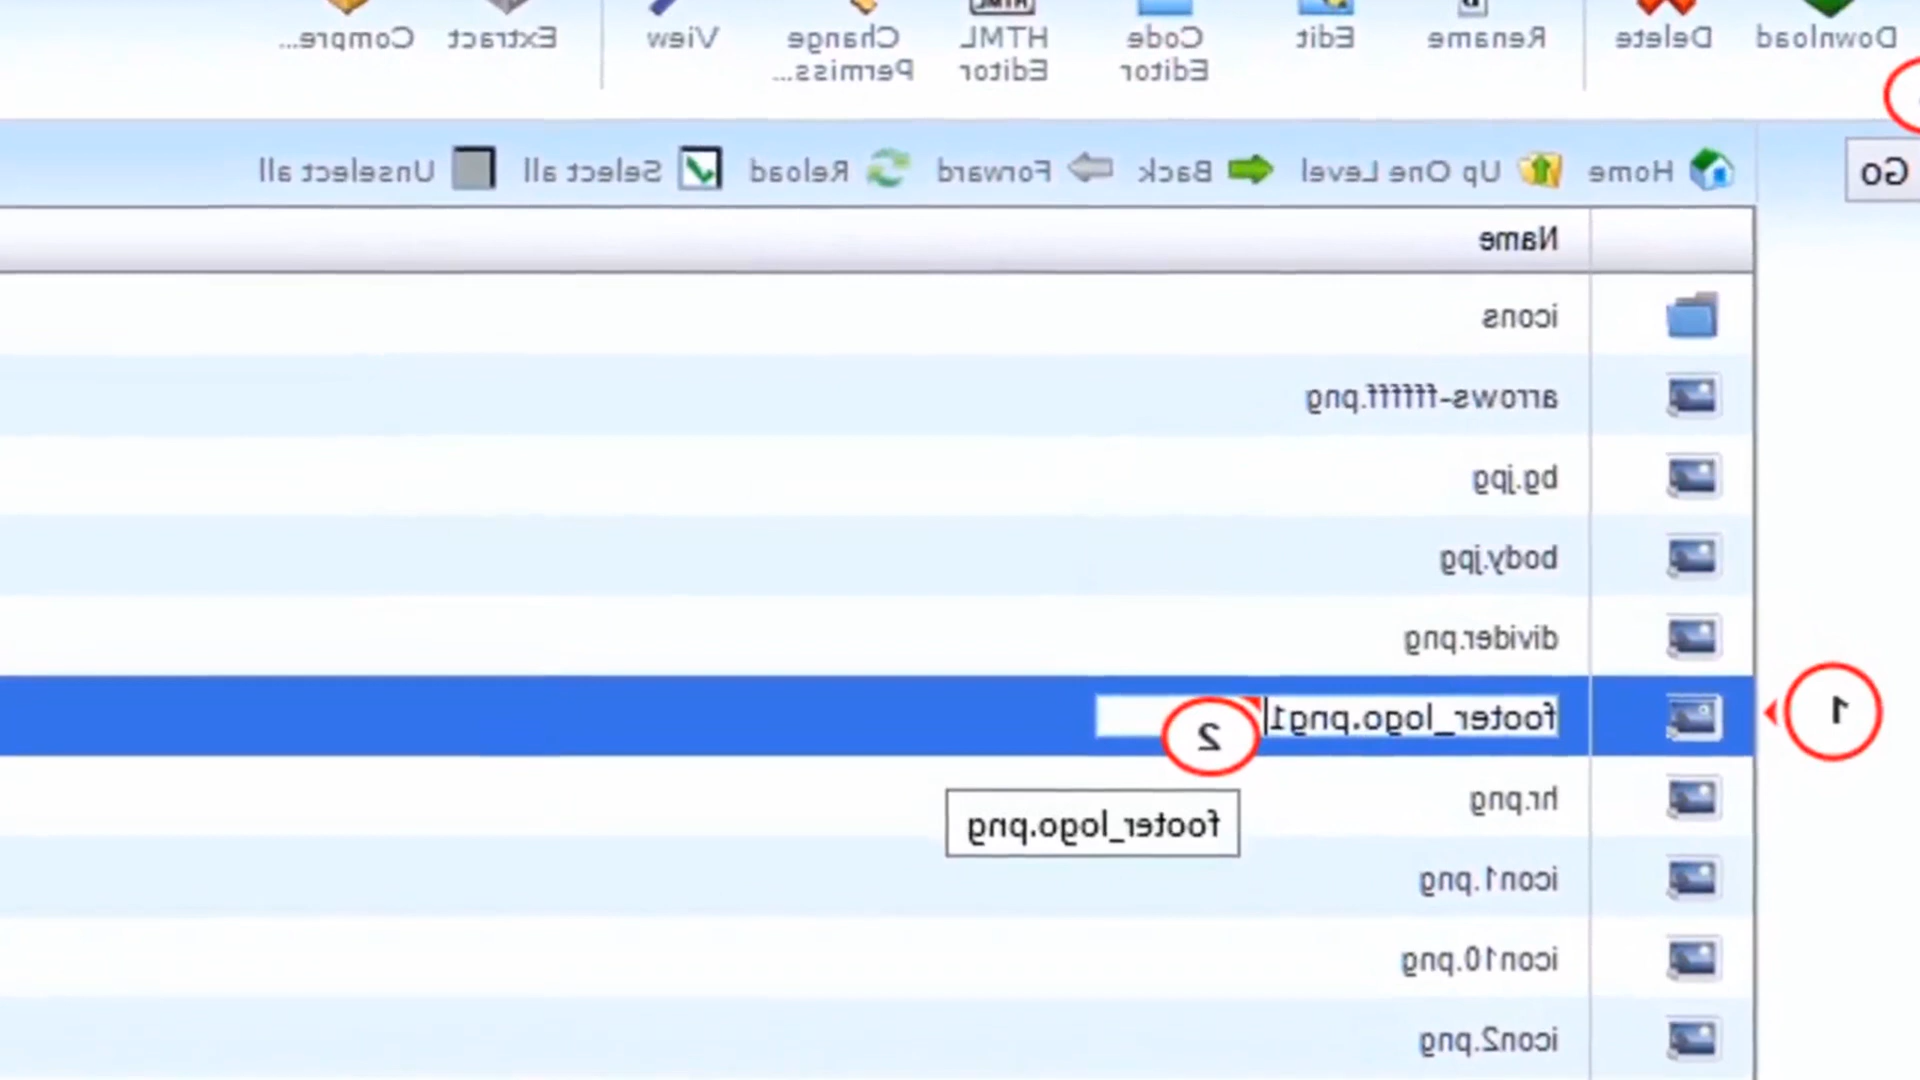 Download
Delete
Rename
Edit
Code
Editor
HTML
Editor
Change
Permiss...
View
Extract
Compre...
Go
Home
Up One Level
Back
Forward
Reload
Select all
Unselect all
Name
icons
arrows-ffffff.png
bg.jpg
body.jpg
divider.png
1
footer_logo.png1
2
footer_logo.png
hr.png
icon1.png
icon10.png
icon2.png